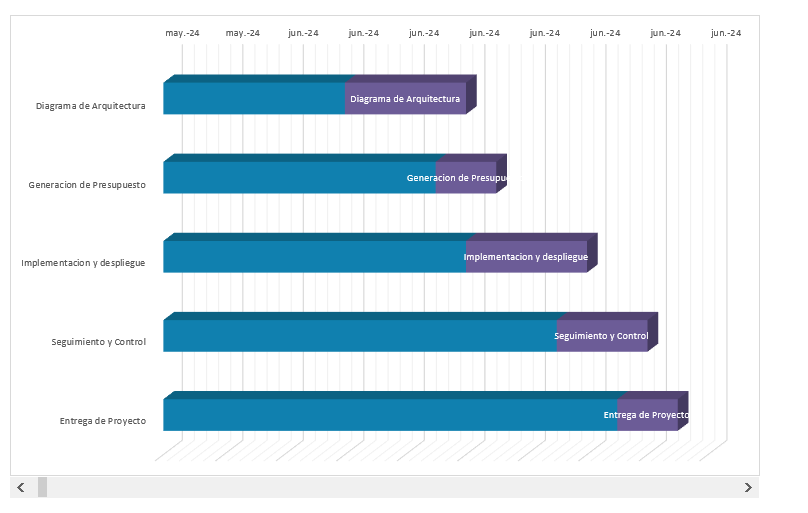 may.-24 may.-24 jun.-24 jun.-24 jun.-24 jun.-24 jun.-24 jun.-24 jun.-24 jun.-24
Diagrama de Arquitectura Diagrama de Arquitectura
Generacion de Presupuesto Generacion de Presupu
Implementacion y despliegue Implementacion y despliegue
Seguimiento y Control Seguimiento y Control
Entrega de Proyecto Entrega de Proyecto